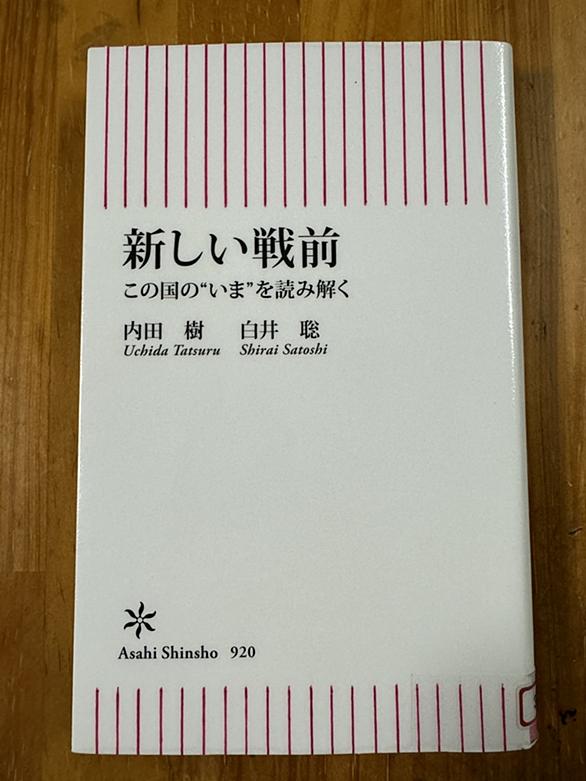 新しい戦前
この国の“いま”を読み解く
内田 樹 白井 聡
Uchida Tatsuru Shirai Satoshi
Asahi Shinsho 920